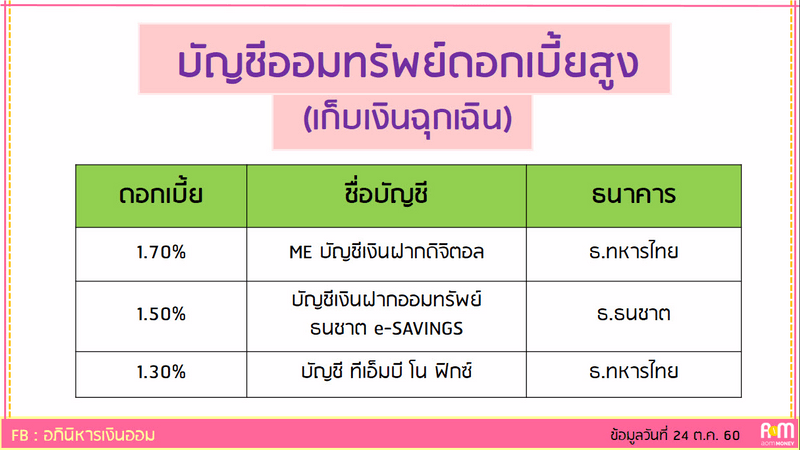 บัญชีออมทรัพย์ดอกเบี้ยสูง
(เก็บเงินฉุกเฉิน)
ดอกเบี้ย ชื่อบัญชี ธนาคาร
1.70% ME บัญชีเงินฝากดิจิตอล ธ.ทหารไทย
1.50% บัญชีเงินฝากออมทรัพย์ ธนชาต e-SAVINGS ธ.ธนชาต
1.30% บัญชี ทีเอ็มบี โน ฟิกซ์ ธ.ทหารไทย
FB : อภินิหารเงินออม
ข้อมูลวันที่ 24 ต.ค. 60
AOMMONEY